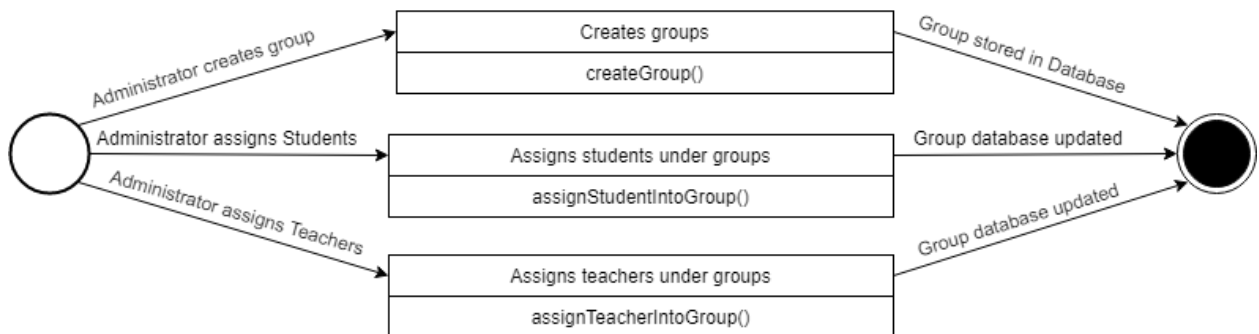 Administrator creates group
Creates groups
createGroup()
Group stored in Database
Administrator assigns Students
Assigns students under groups
assignStudentIntoGroup()
Group database updated
Administrator assigns Teachers
Assigns teachers under groups
assignTeacherIntoGroup()
Group database updated